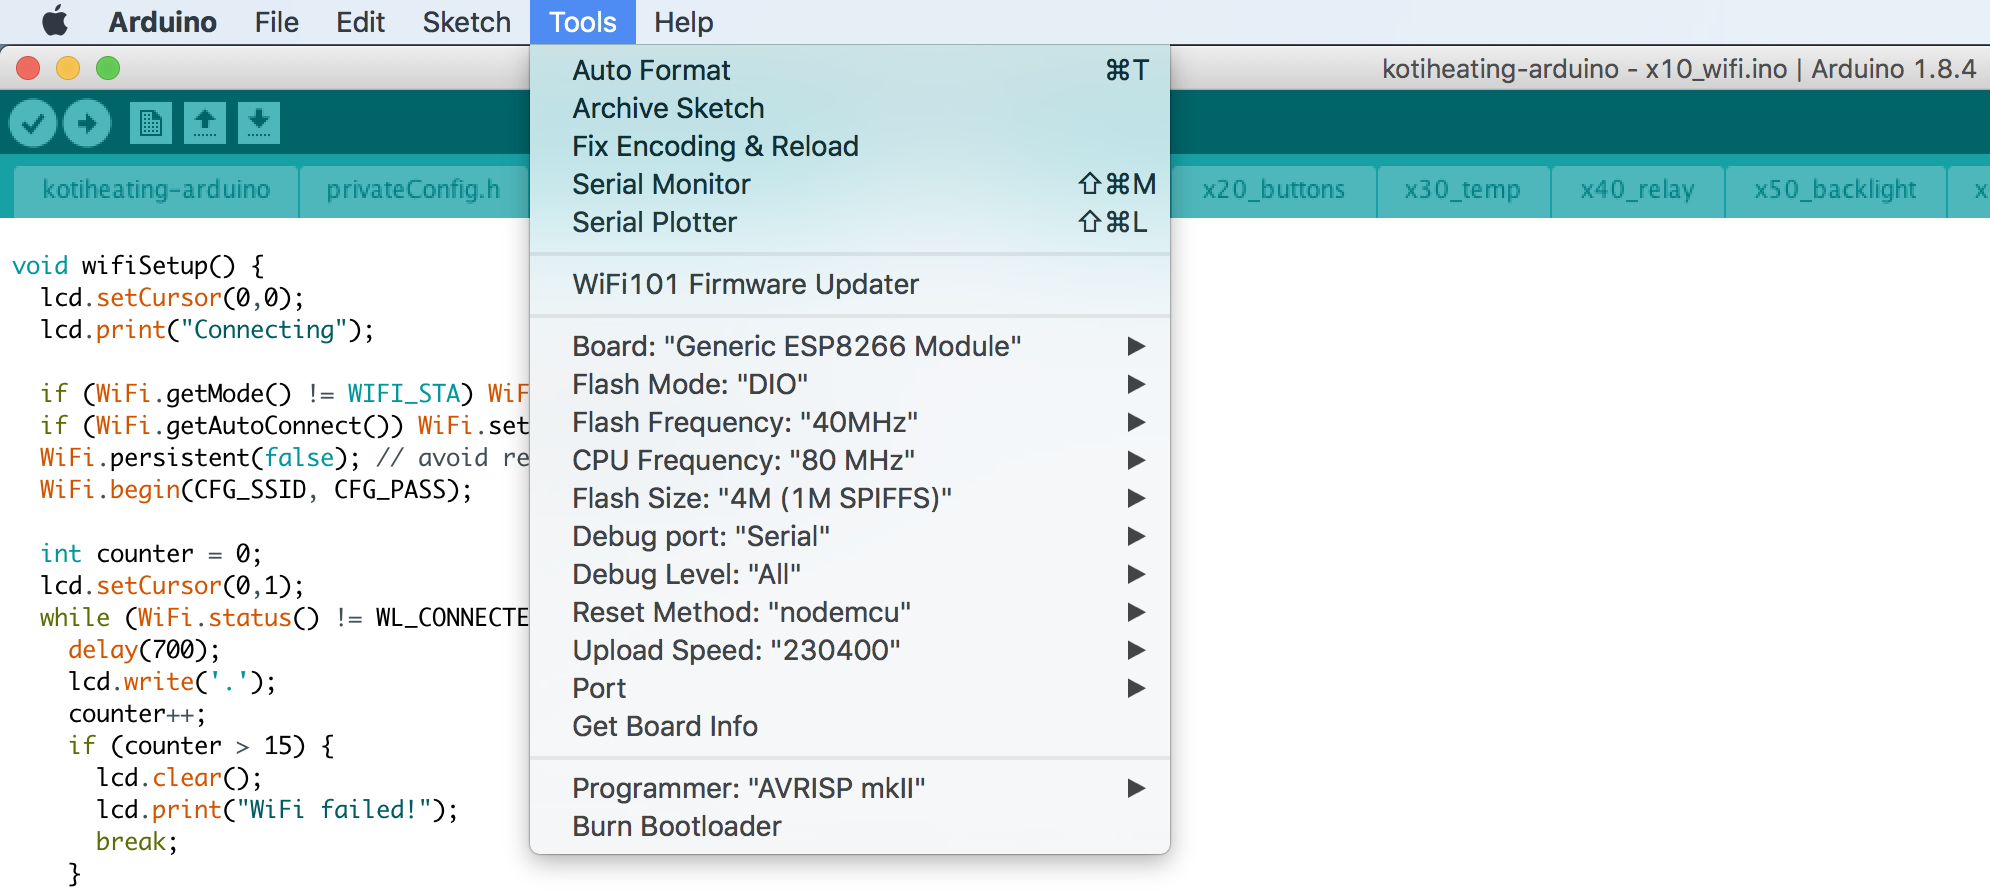 Arduino File Edit Sketch Tools Help
kotiheating-arduino - x10_wifi.ino | Arduino 1.8.4
kotiheating-arduino privateConfig.h x20_buttons x30_temp x40_relay x50_backlight
Auto Format ⌘T
Archive Sketch
Fix Encoding & Reload
Serial Monitor ⇧⌘M
Serial Plotter ⇧⌘L
WiFi101 Firmware Updater
Board: "Generic ESP8266 Module"
Flash Mode: "DIO"
Flash Frequency: "40MHz"
CPU Frequency: "80 MHz"
Flash Size: "4M (1M SPIFFS)"
Debug port: "Serial"
Debug Level: "All"
Reset Method: "nodemcu"
Upload Speed: "230400"
Port
Get Board Info
Programmer: "AVRISP mkII"
Burn Bootloader
void wifiSetup() {
lcd.setCursor(0,0);
lcd.print("Connecting");
if (WiFi.getMode() != WIFI_STA) WiF
if (WiFi.getAutoConnect()) WiFi.set
WiFi.persistent(false); // avoid re
WiFi.begin(CFG_SSID, CFG_PASS);
int counter = 0;
lcd.setCursor(0,1);
while (WiFi.status() != WL_CONNECTE
delay(700);
lcd.write('.');
counter++;
if (counter > 15) {
lcd.clear();
lcd.print("WiFi failed!");
break;
}